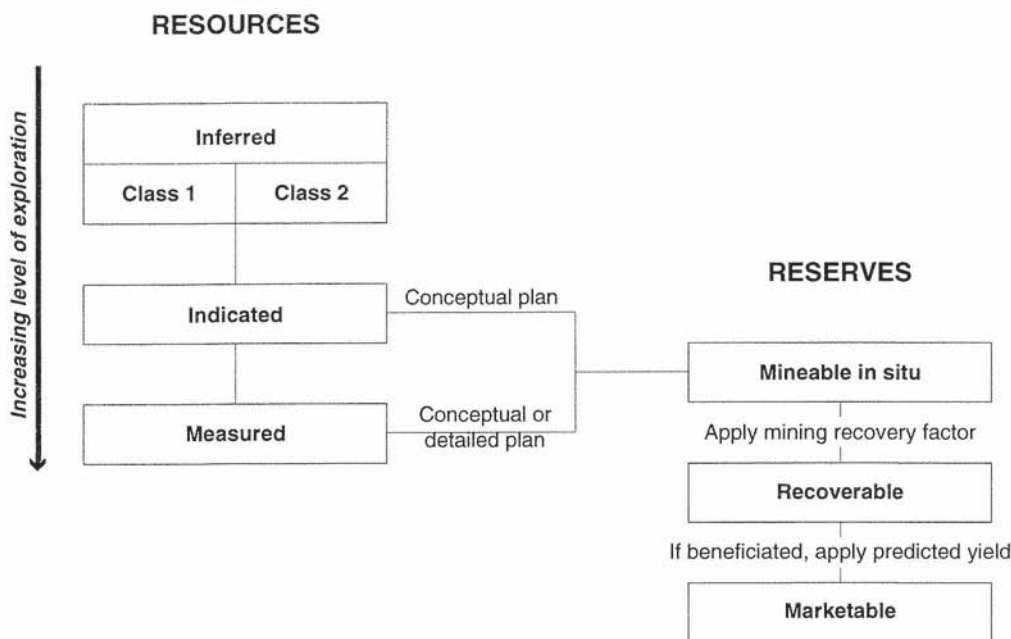 RESOURCES
Increasing level of exploration
Inferred
Class 1
Class 2
Indicated
Conceptual plan
Measured
Conceptual or
detailed plan
RESERVES
Mineable in situ
Apply mining recovery factor
Recoverable
If beneficiated, apply predicted yield
Marketable